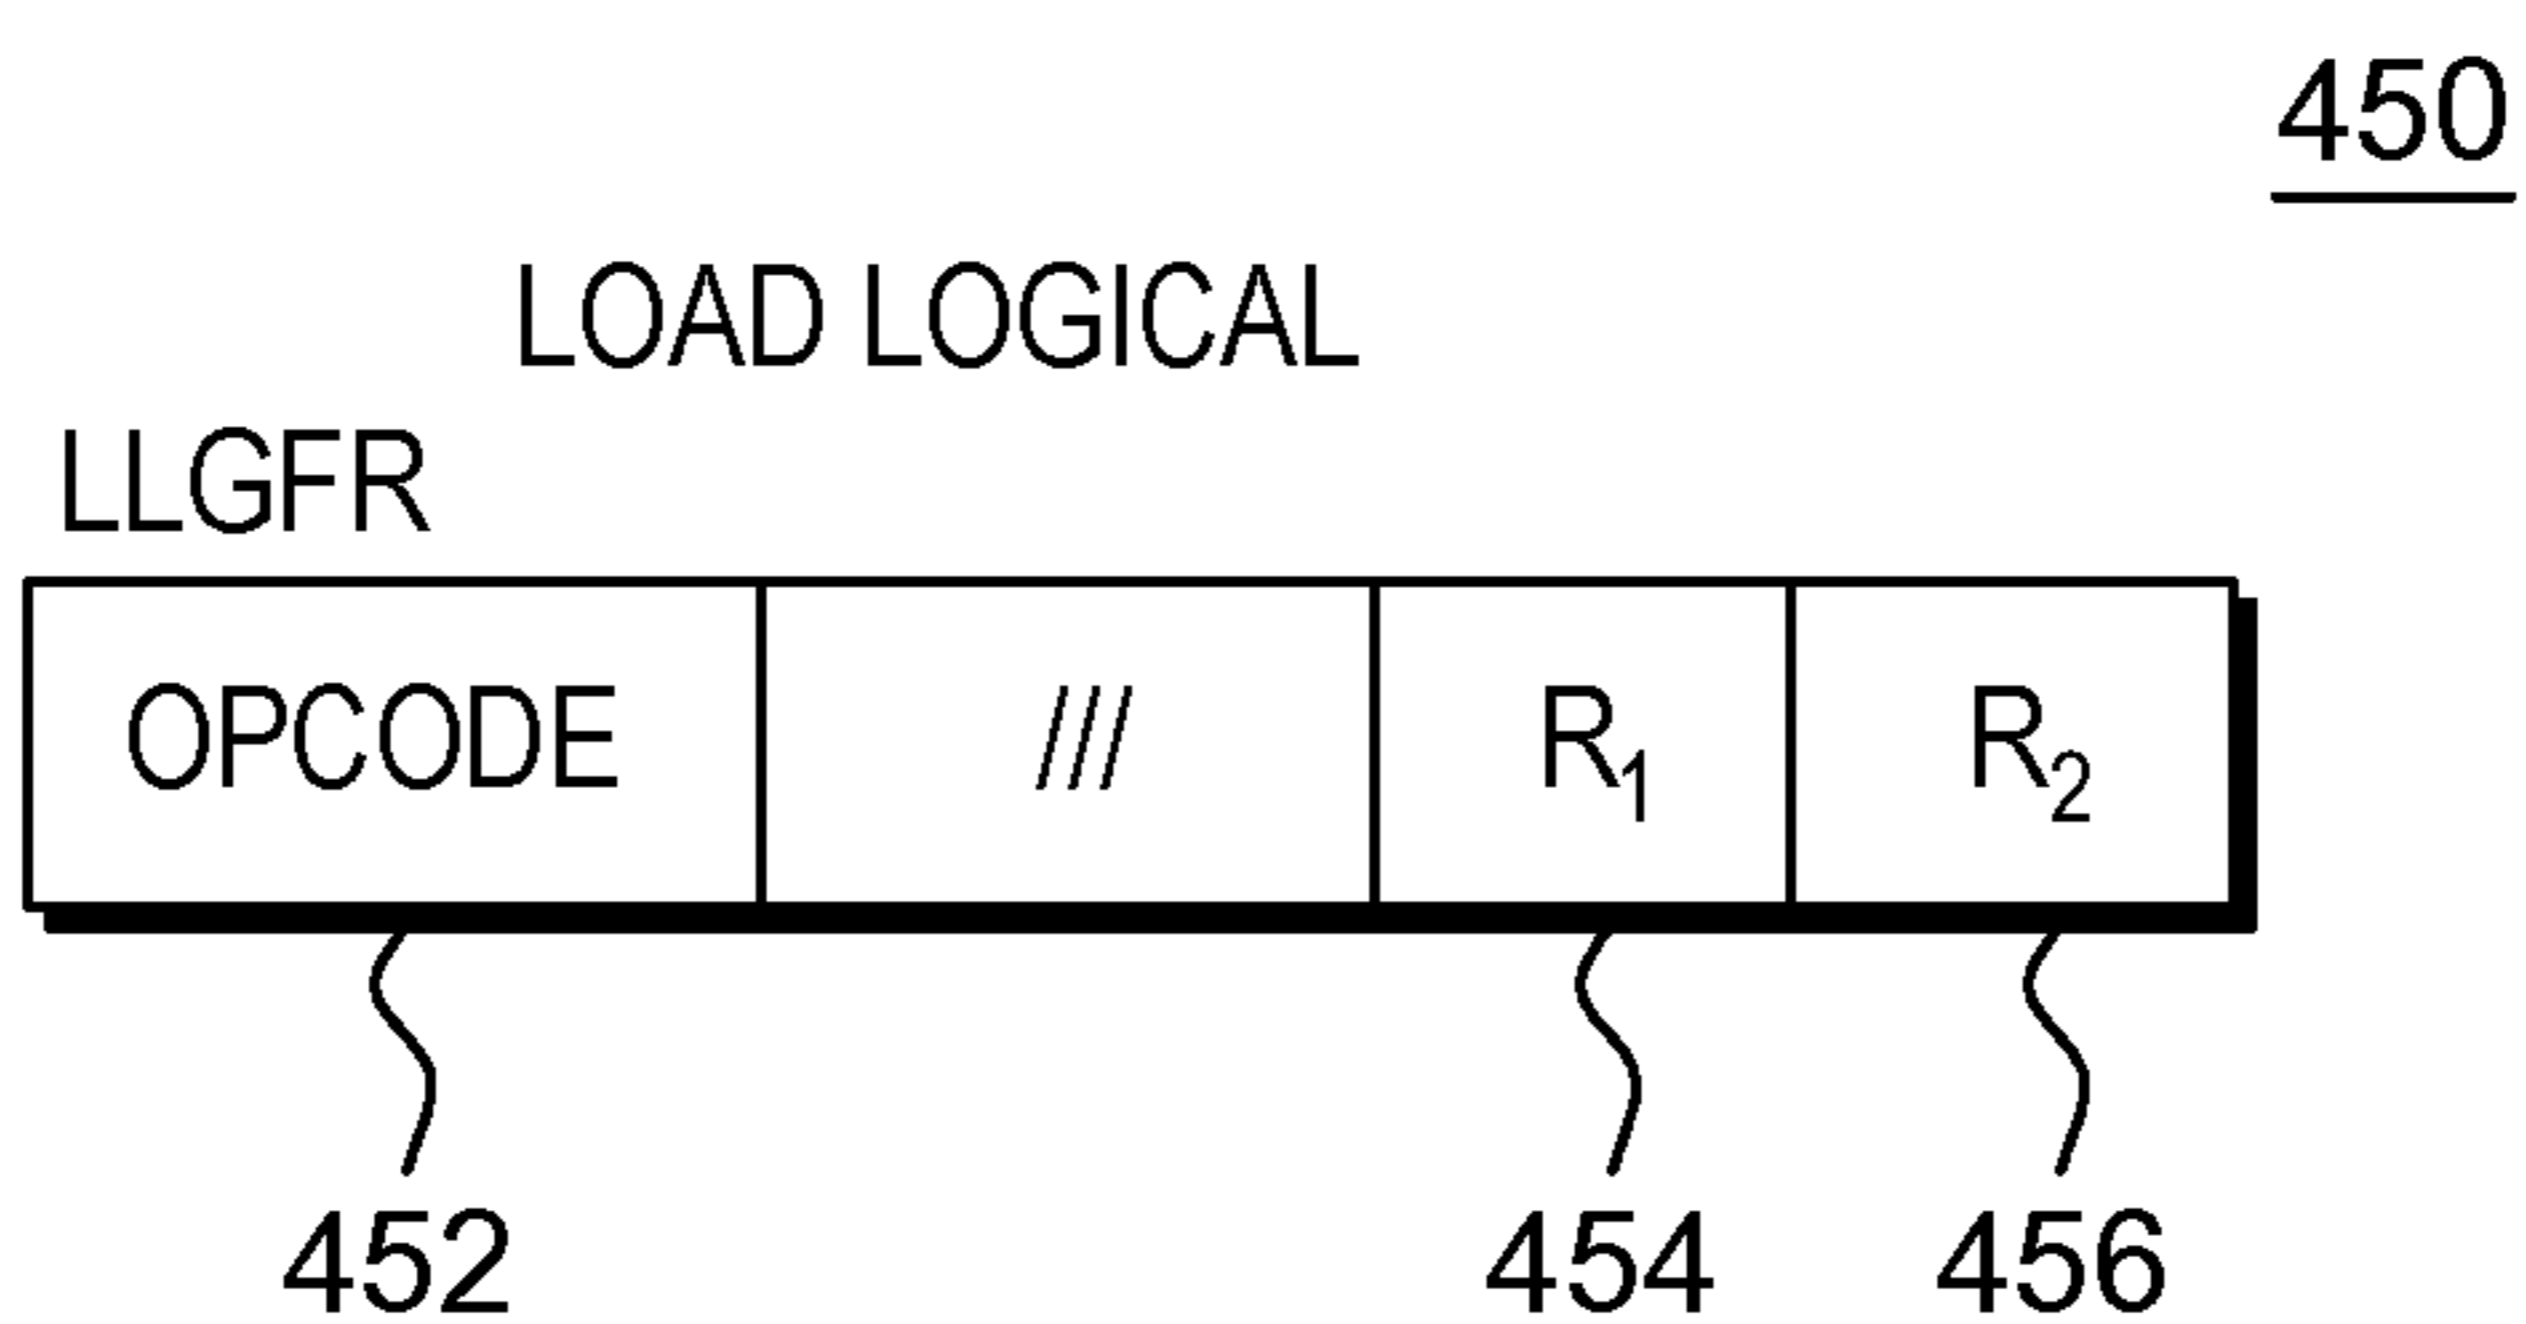 450
LOAD LOGICAL
LLGFR
OPCODE /// R₁ R₂
452 454 456